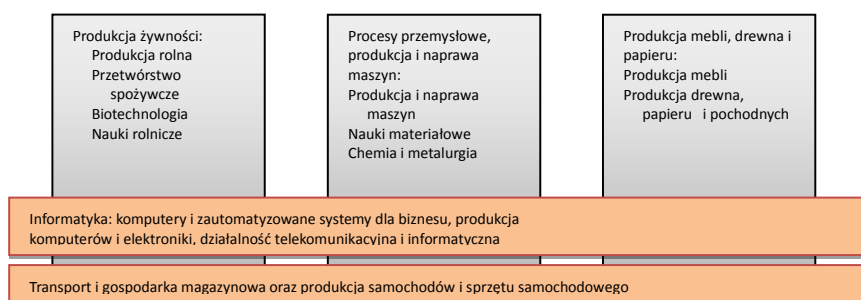 Produkcja żywności:
Produkcja rolna
Przetwórstwo
spożywcze
Biotechnologia
Nauki rolnicze
Procesy przemysłowe,
produkcja i naprawa
maszyn:
Produkcja i naprawa
maszyn
Nauki materiałowe
Chemia i metalurgia
Produkcja mebli, drewna i
papieru:
Produkcja mebli
Produkcja drewna,
papieru i pochodnych
Informatyka: komputery i zautomatyzowane systemy dla biznesu, produkcja
komputerów i elektroniki, działalność telekomunikacyjna i informatyczna
Transport i gospodarka magazynowa oraz produkcja samochodów i sprzętu samochodowego